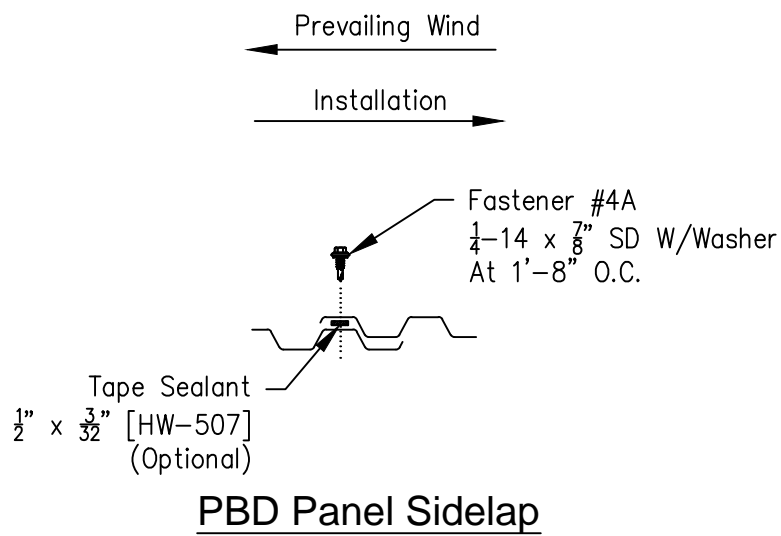 Prevailing Wind
Installation
Fastener #4A
1/4-14 x 7/8" SD W/Washer
At 1'-8" O.C.
Tape Sealant
1/2" x 3/32" [HW-507]
(Optional)
PBD Panel Sidelap